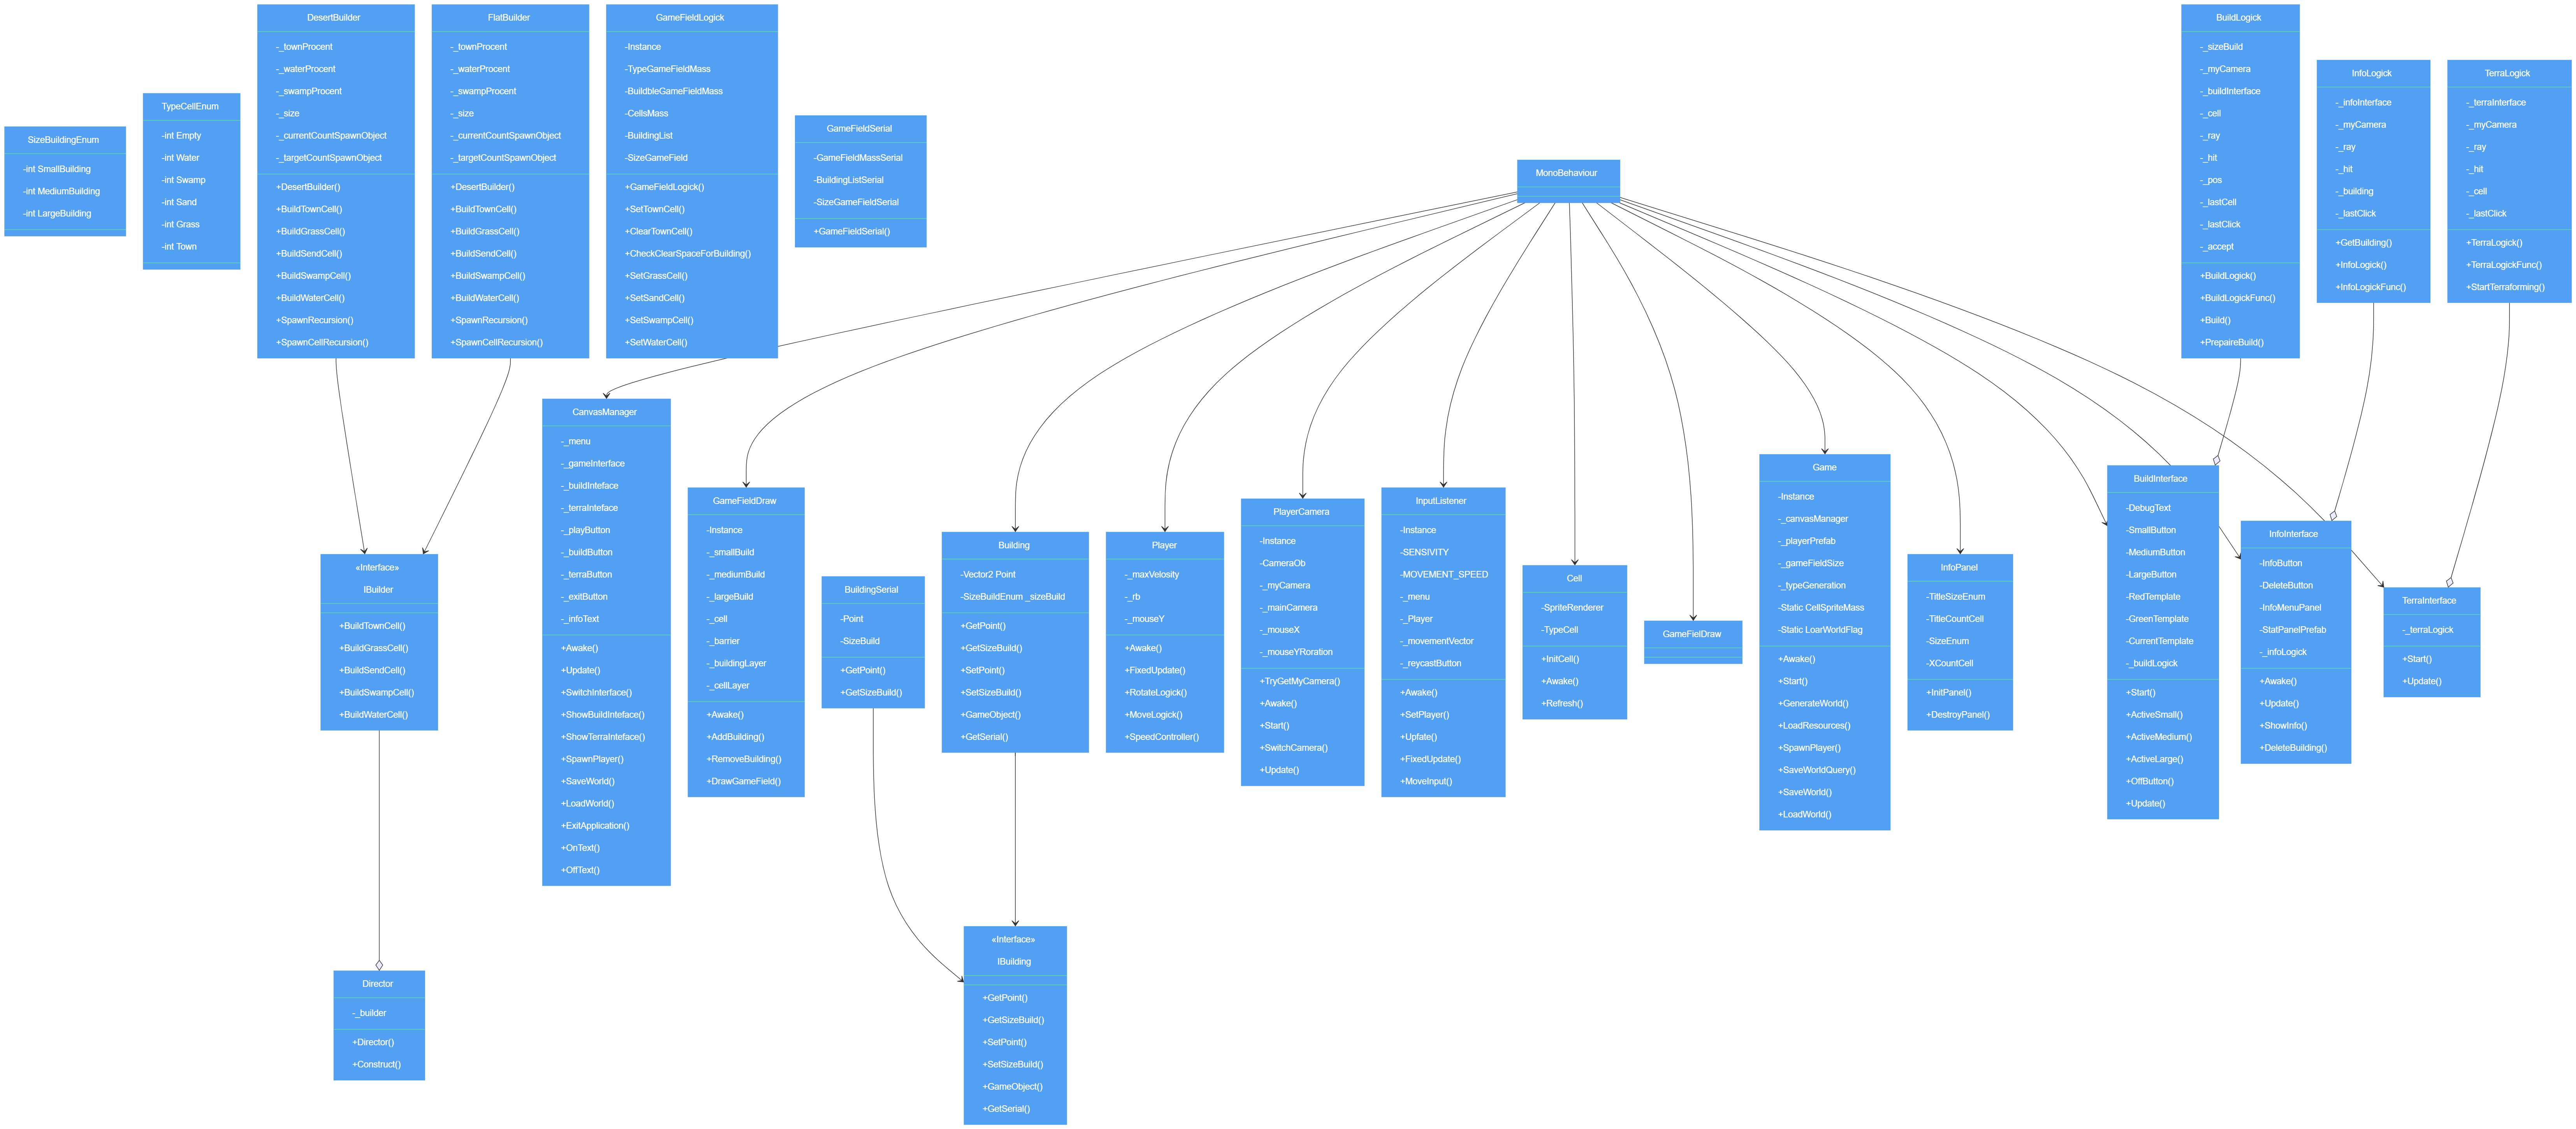 SizeBuildingEnum
-int SmallBuilding
-int MediumBuilding
-int LargeBuilding
TypeCellEnum
-int Empty
-int Water
-int Swamp
-int Sand
-int Grass
-int Town
DesertBuilder
-_townProcent
-_waterProcent
-_swampProcent
-_size
-_currentCountSpawnObject
-_targetCountSpawnObject
+DesertBuilder()
+BuildTownCell()
+BuildGrassCell()
+BuildSendCell()
+BuildSwampCell()
+BuildWaterCell()
+SpawnRecursion()
+SpawnCellRecursion()
FlatBuilder
-_townProcent
-_waterProcent
-_swampProcent
-_size
-_currentCountSpawnObject
-_targetCountSpawnObject
+DesertBuilder()
+BuildTownCell()
+BuildGrassCell()
+BuildSendCell()
+BuildSwampCell()
+BuildWaterCell()
+SpawnRecursion()
+SpawnCellRecursion()
GameFieldLogick
-Instance
-TypeGameFieldMass
-BuildbleGameFieldMass
-CellsMass
-BuildingList
-SizeGameField
+GameFieldLogick()
+SetTownCell()
+ClearTownCell()
+CheckClearSpaceForBuilding()
+SetGrassCell()
+SetSandCell()
+SetSwampCell()
+SetWaterCell()
GameFieldSerial
-GameFieldMassSerial
-BuildingListSerial
-SizeGameFieldSerial
+GameFieldSerial()
MonoBehaviour
BuildLogick
-_sizeBuild
-_myCamera
-_buildInterface
-_cell
-_ray
-_hit
-_pos
-_lastCell
-_lastClick
-_accept
+BuildLogick()
+BuildLogickFunc()
+Build()
+PrepaireBuild()
InfoLogick
-_infoInterface
-_myCamera
-_ray
-_hit
-_building
-_lastClick
+GetBuilding()
+InfoLogick()
+InfoLogickFunc()
TerraLogick
-_terraInterface
-_myCamera
-_ray
-_hit
-_cell
-_lastClick
+TerraLogick()
+TerraLogickFunc()
+StartTerraforming()
«Interface»
IBuilder
+BuildTownCell()
+BuildGrassCell()
+BuildSendCell()
+BuildSwampCell()
+BuildWaterCell()
CanvasManager
-_menu
-_gameInterface
-_buildInteface
-_terraInteface
-_playButton
-_buildButton
-_terraButton
-_exitButton
-_infoText
+Awake()
+Update()
+SwitchInterface()
+ShowBuildInteface()
+ShowTerraInteface()
+SpawnPlayer()
+SaveWorld()
+LoadWorld()
+ExitApplication()
+OnText()
+OffText()
GameFieldDraw
-Instance
-_smallBuild
-_mediumBuild
-_largeBuild
-_cell
-_barrier
-_buildingLayer
-_cellLayer
+Awake()
+AddBuilding()
+RemoveBuilding()
+DrawGameField()
BuildingSerial
-Point
-SizeBuild
+GetPoint()
+GetSizeBuild()
Building
-Vector2 Point
-SizeBuildEnum _sizeBuild
+GetPoint()
+GetSizeBuild()
+SetPoint()
+SetSizeBuild()
+GameObject()
+GetSerial()
Player
-_maxVelosity
-_rb
-_mouseY
+Awake()
+FixedUpdate()
+RotateLogick()
+MoveLogick()
+SpeedController()
PlayerCamera
-Instance
-CameraOb
-_myCamera
-_mainCamera
-_mouseX
-_mouseYRoration
+TryGetMyCamera()
+Awake()
+Start()
+SwitchCamera()
+Update()
InputListener
-Instance
-SENSIVITY
-MOVEMENT_SPEED
-_menu
-_Player
-_movementVector
-_reycastButton
+Awake()
+SetPlayer()
+Upfate()
+FixedUpdate()
+MoveInput()
Cell
-SpriteRenderer
-TypeCell
+InitCell()
+Awake()
+Refresh()
GameFielDraw
Game
-Instance
-_canvasManager
-_playerPrefab
-_gameFieldSize
-_typeGeneration
-Static CellSpriteMass
-Static LoarWorldFlag
+Awake()
+Start()
+GenerateWorld()
+LoadResources()
+SpawnPlayer()
+SaveWorldQuery()
+SaveWorld()
+LoadWorld()
InfoPanel
-TitleSizeEnum
-TitleCountCell
-SizeEnum
-XCountCell
+InitPanel()
+DestroyPanel()
BuildInterface
-DebugText
-SmallButton
-MediumButton
-LargeButton
-RedTemplate
-GreenTemplate
-CurrentTemplate
-_buildLogick
+Start()
+ActiveSmall()
+ActiveMedium()
+ActiveLarge()
+OffButton()
+Update()
InfoInterface
-InfoButton
-DeleteButton
-InfoMenuPanel
-StatPanelPrefab
-_infoLogick
+Awake()
+Update()
+ShowInfo()
+DeleteBuilding()
TerraInterface
-_terraLogick
+Start()
+Update()
Director
-_builder
+Director()
+Construct()
«Interface»
IBuilding
+GetPoint()
+GetSizeBuild()
+SetPoint()
+SetSizeBuild()
+GameObject()
+GetSerial()